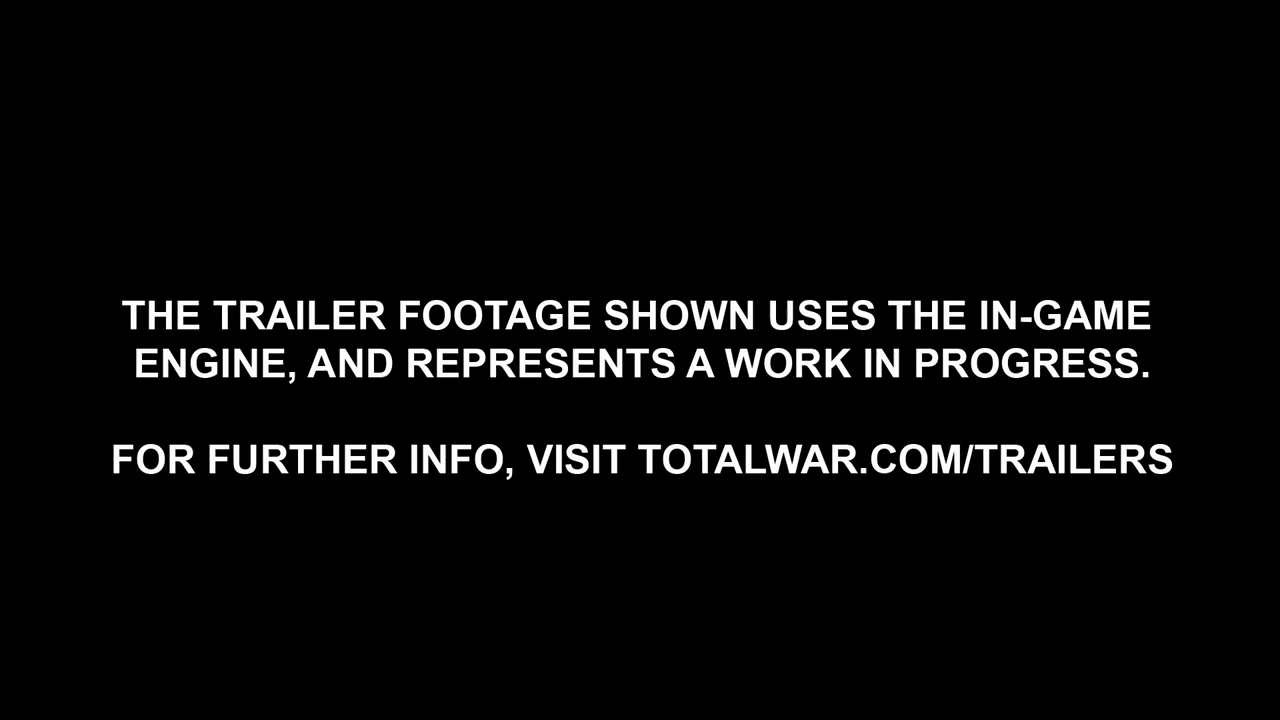 THE TRAILER FOOTAGE SHOWN USES THE IN-GAME
ENGINE, AND REPRESENTS A WORK IN PROGRESS.
FOR FURTHER INFO, VISIT TOTALWAR.COM/TRAILERS